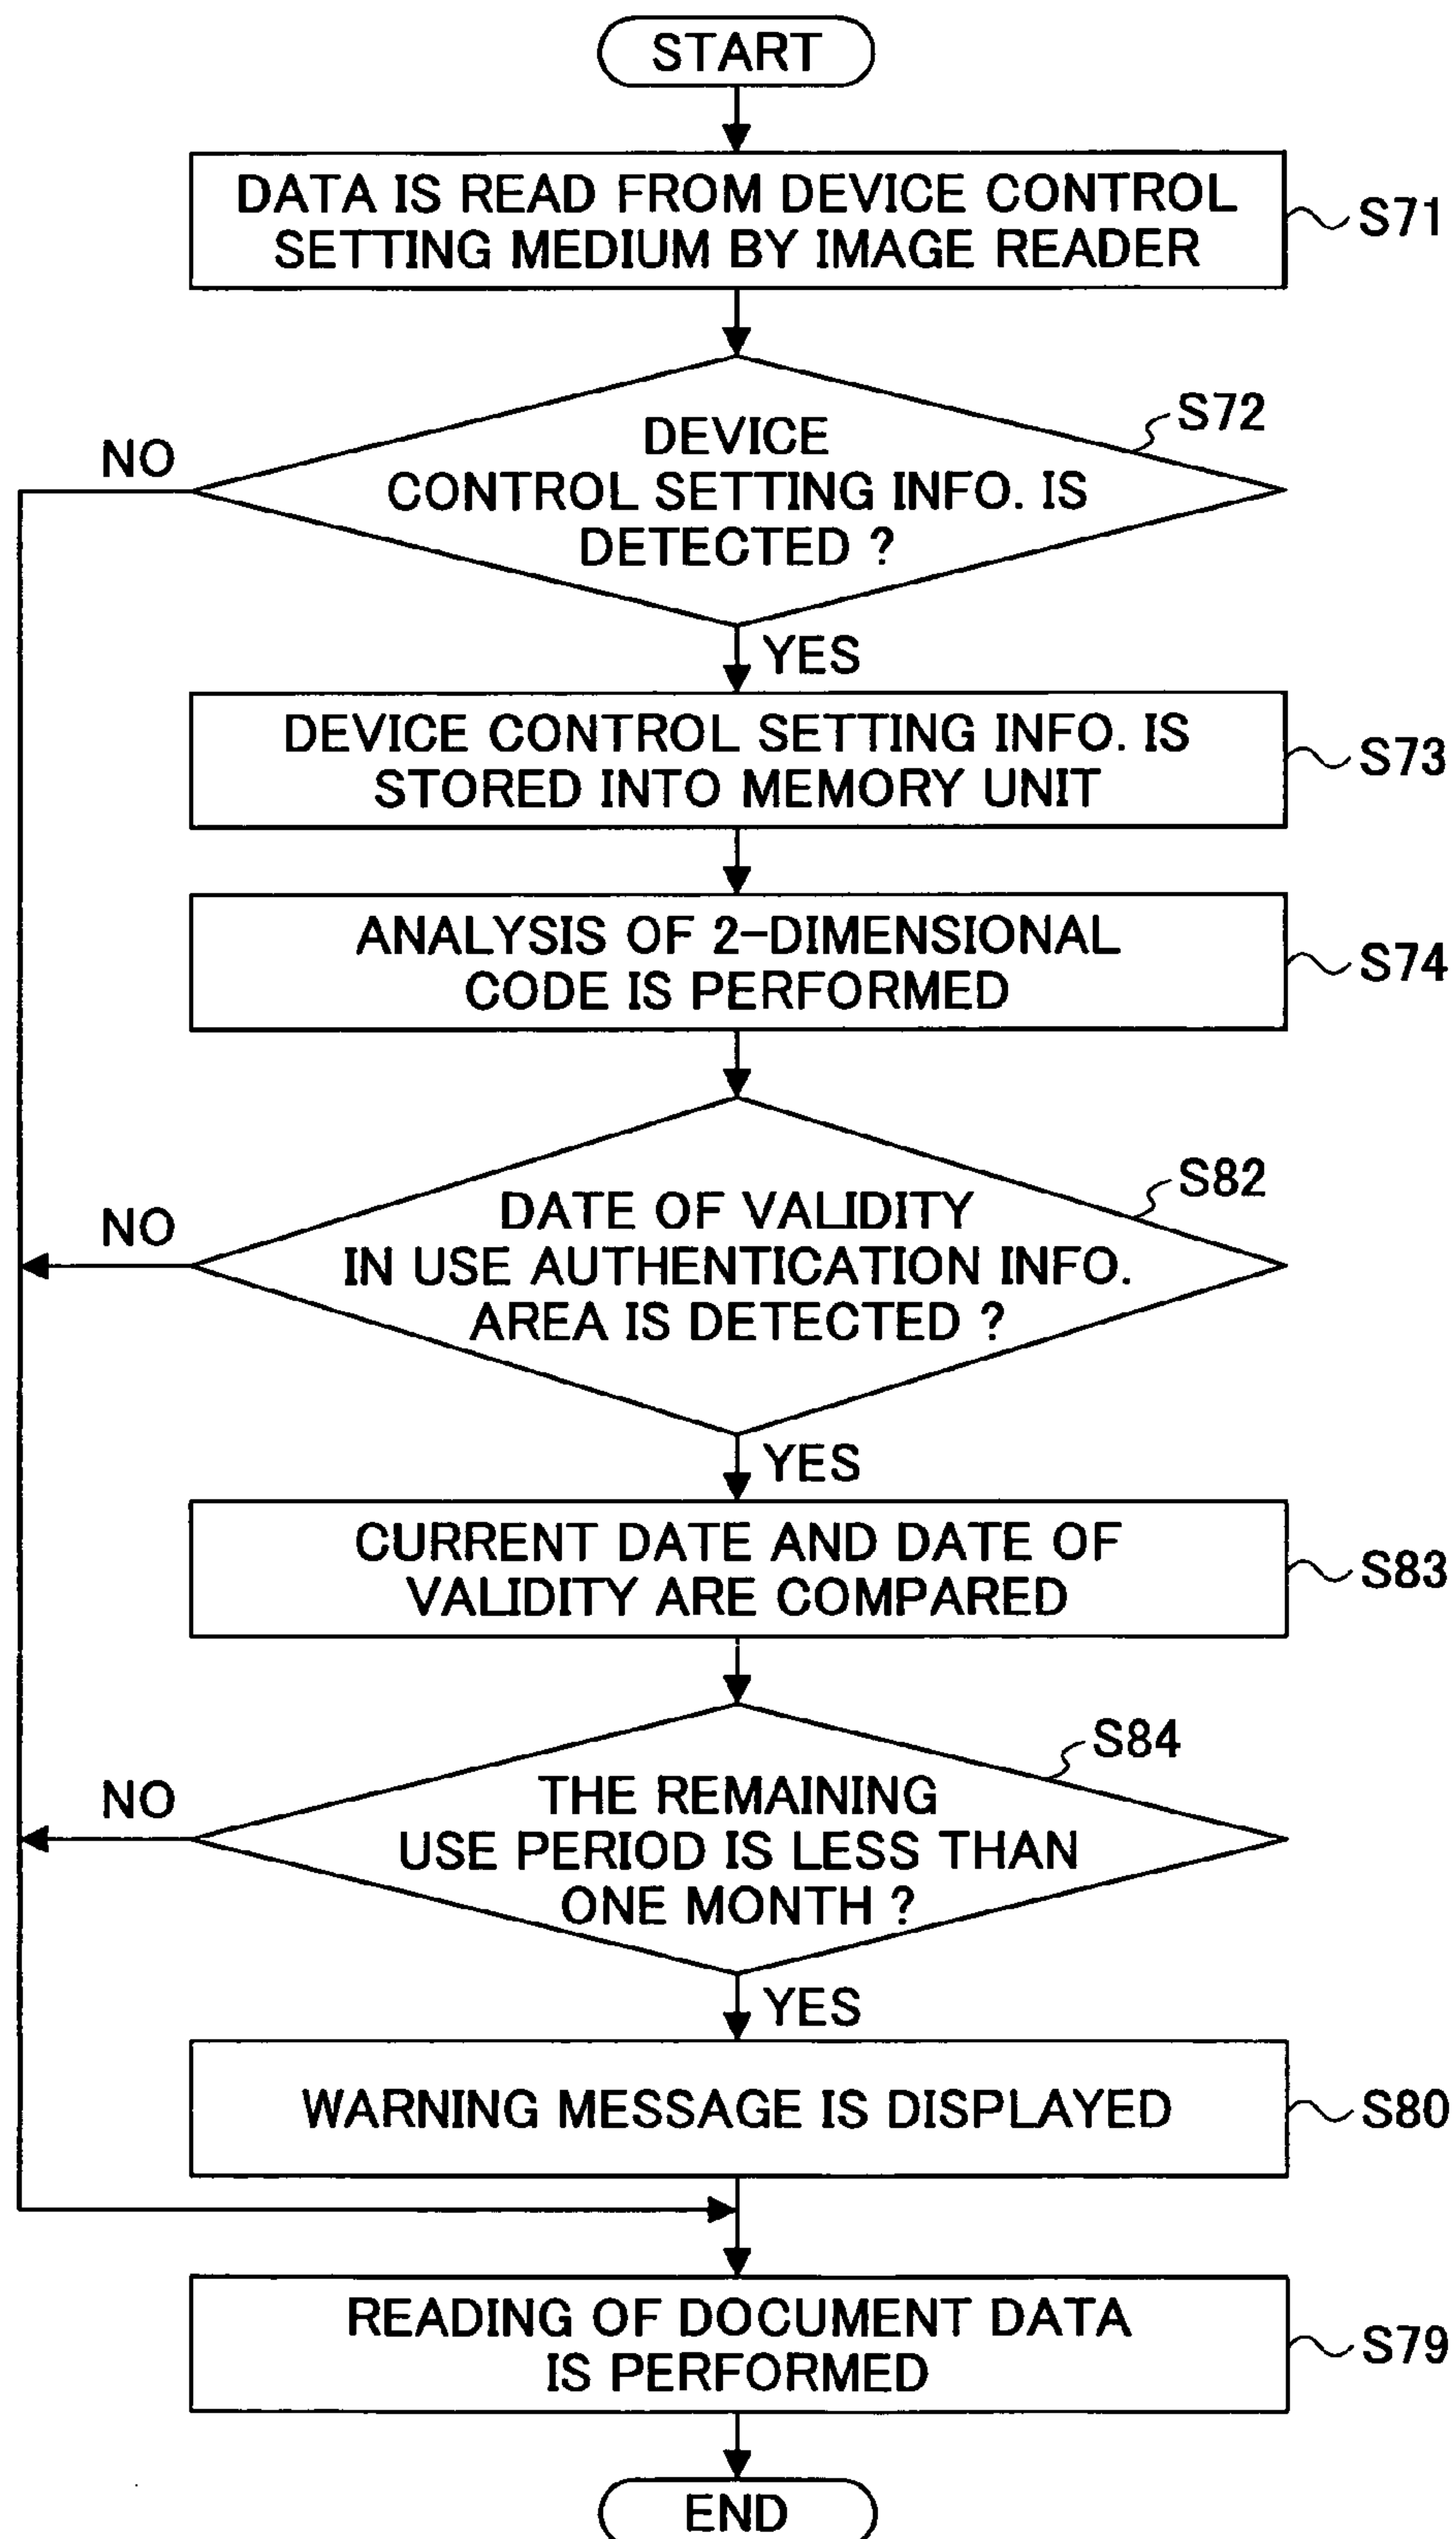 START
DATA IS READ FROM DEVICE CONTROL
SETTING MEDIUM BY IMAGE READER
S71
S72
DEVICE
CONTROL SETTING INFO. IS
DETECTED ?
NO
YES
DEVICE CONTROL SETTING INFO. IS
STORED INTO MEMORY UNIT
S73
ANALYSIS OF 2-DIMENSIONAL
CODE IS PERFORMED
S74
S82
DATE OF VALIDITY
IN USE AUTHENTICATION INFO.
AREA IS DETECTED ?
NO
YES
CURRENT DATE AND DATE OF
VALIDITY ARE COMPARED
S83
S84
THE REMAINING
USE PERIOD IS LESS THAN
ONE MONTH ?
NO
YES
WARNING MESSAGE IS DISPLAYED
S80
READING OF DOCUMENT DATA
IS PERFORMED
S79
END